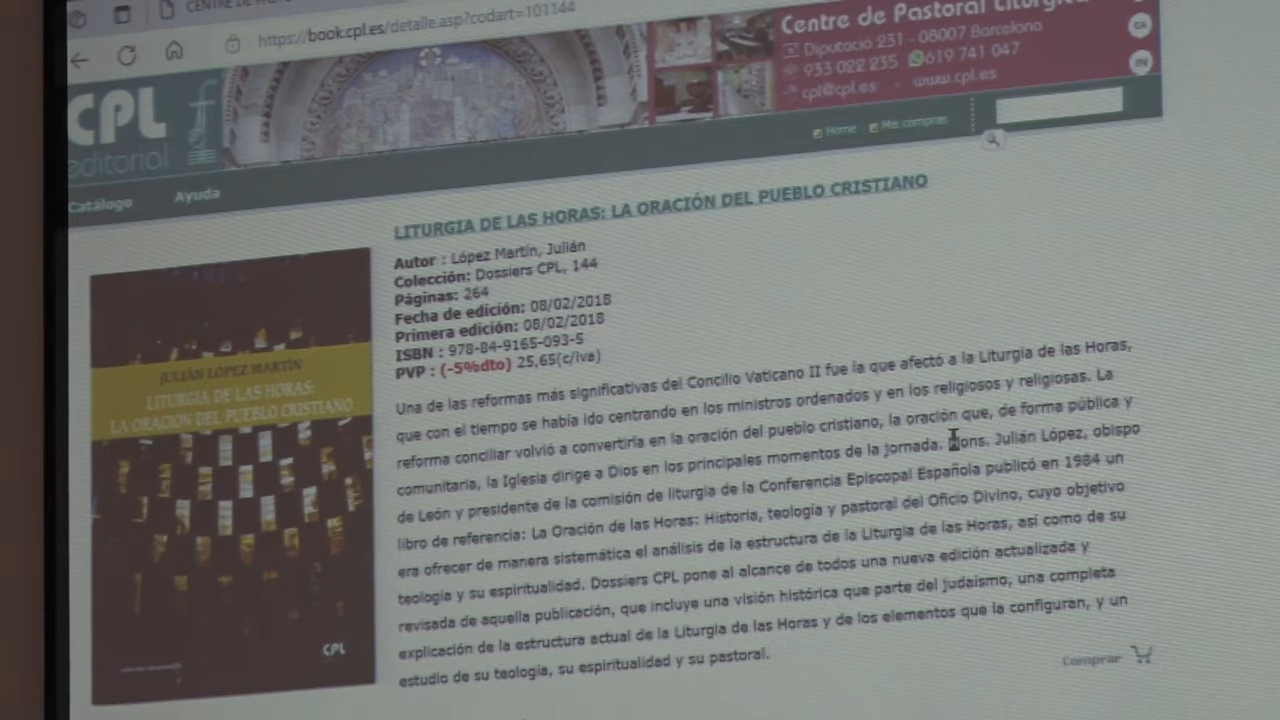 https://book.cpl.es/detalle.asp?codart=101144
Centre de Pastoral Litúrgica
Diputació 231 - 08007 Barcelona
933 022 235 619 741 047
cpl@cpl.es - www.cpl.es
CA
EN
CPL
editorial
Home Mis compras
Catálogo Ayuda
LITURGIA DE LAS HORAS: LA ORACIÓN DEL PUEBLO CRISTIANO
Autor : López Martín, Julián
Colección: Dossiers CPL, 144
Páginas: 264
Fecha de edición: 08/02/2018
Primera edición: 08/02/2018
ISBN : 978-84-9165-093-5
PVP : (-5%dto) 25,65(c/iva)
Una de las reformas más significativas del Concilio Vaticano II fue la que afectó a la Liturgia de las Horas,
que con el tiempo se había ido centrando en los ministros ordenados y en los religiosos y religiosas. La
reforma conciliar volvió a convertirla en la oración del pueblo cristiano, la oración que, de forma pública y
comunitaria, la Iglesia dirige a Dios en los principales momentos de la jornada. Mons. Julián López, obispo
de León y presidente de la comisión de liturgia de la Conferencia Episcopal Española publicó en 1984 un
libro de referencia: La Oración de las Horas: Historia, teología y pastoral del Oficio Divino, cuyo objetivo
era ofrecer de manera sistemática el análisis de la estructura de la Liturgia de las Horas, así como de su
teología y su espiritualidad. Dossiers CPL pone al alcance de todos una nueva edición actualizada y
revisada de aquella publicación, que incluye una visión histórica que parte del judaísmo, una completa
explicación de la estructura actual de la Liturgia de las Horas y de los elementos que la configuran, y un
estudio de su teología, su espiritualidad y su pastoral.
Comprar
JULIÁN LÓPEZ MARTÍN
LITURGIA DE LAS HORAS:
LA ORACIÓN DEL PUEBLO CRISTIANO
CPL